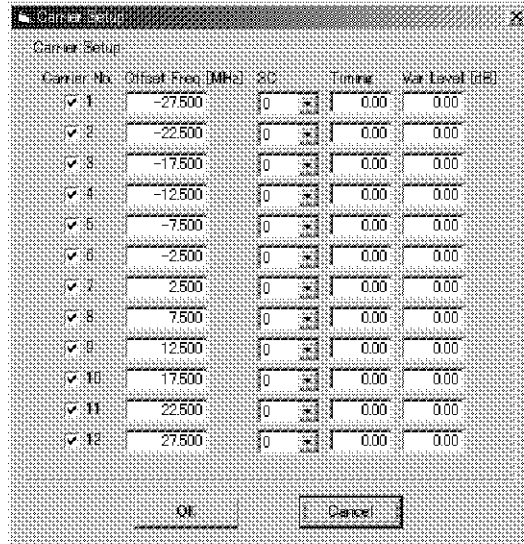 Carrier Setup
Carrier Setup
Carrier No. Offset Freq [MHz] SC Timing Var Level [dB]
1 -27.500 0 0.00 0.00
2 -22.500 0 0.00 0.00
3 -17.500 0 0.00 0.00
4 -12.500 0 0.00 0.00
5 -7.500 0 0.00 0.00
6 -2.500 0 0.00 0.00
7 2.500 0 0.00 0.00
8 7.500 0 0.00 0.00
9 12.500 0 0.00 0.00
10 17.500 0 0.00 0.00
11 22.500 0 0.00 0.00
12 27.500 0 0.00 0.00
OK Cancel